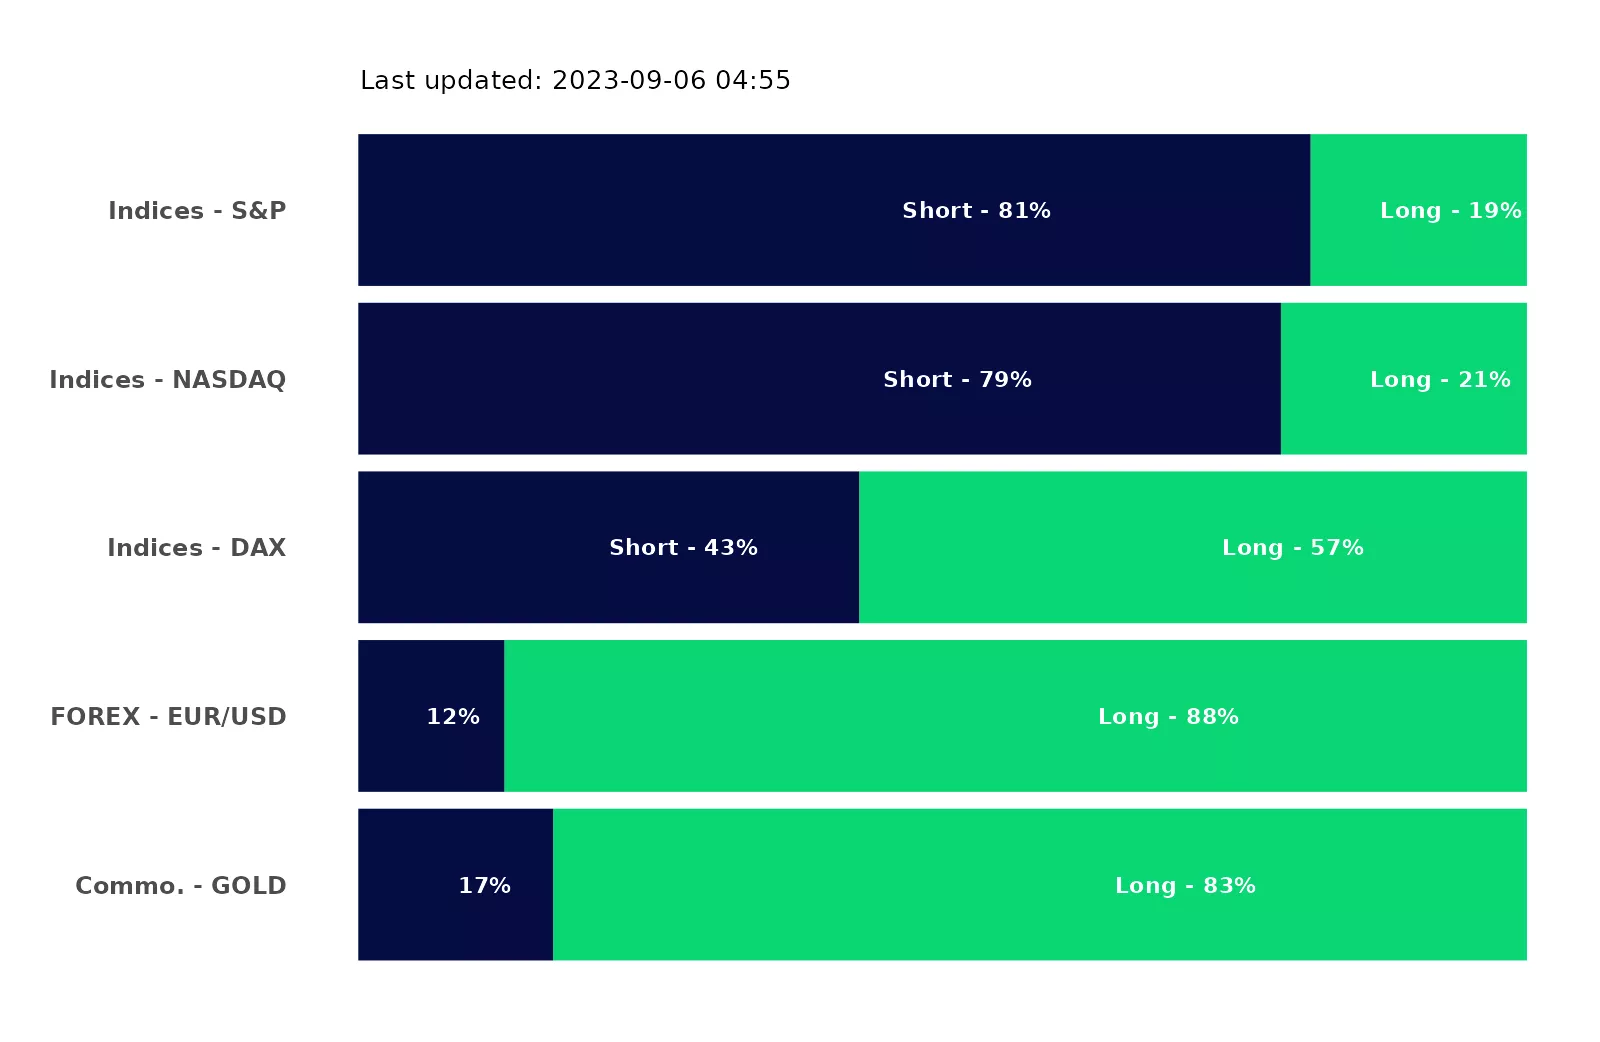 Last updated: 2023-09-06 04:55
Indices - S&P Short - 81% Long - 19%
Indices - NASDAQ Short - 79% Long - 21%
Indices - DAX Short - 43% Long - 57%
FOREX - EUR/USD 12% Long - 88%
Commo. - GOLD 17% Long - 83%